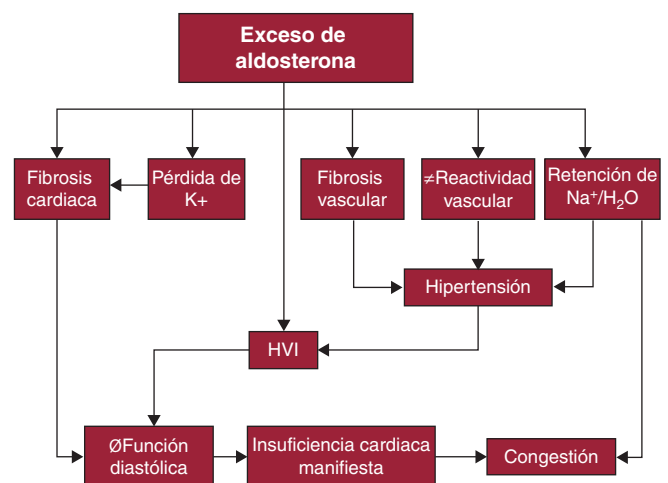 Exceso de
aldosterona
Fibrosis
cardiaca
Pérdida de
K+
Fibrosis
vascular
≠Reactividad
vascular
Retención de
Na⁺/H₂O
Hipertensión
HVI
ØFunción
diastólica
Insuficiencia cardiaca
manifiesta
Congestión